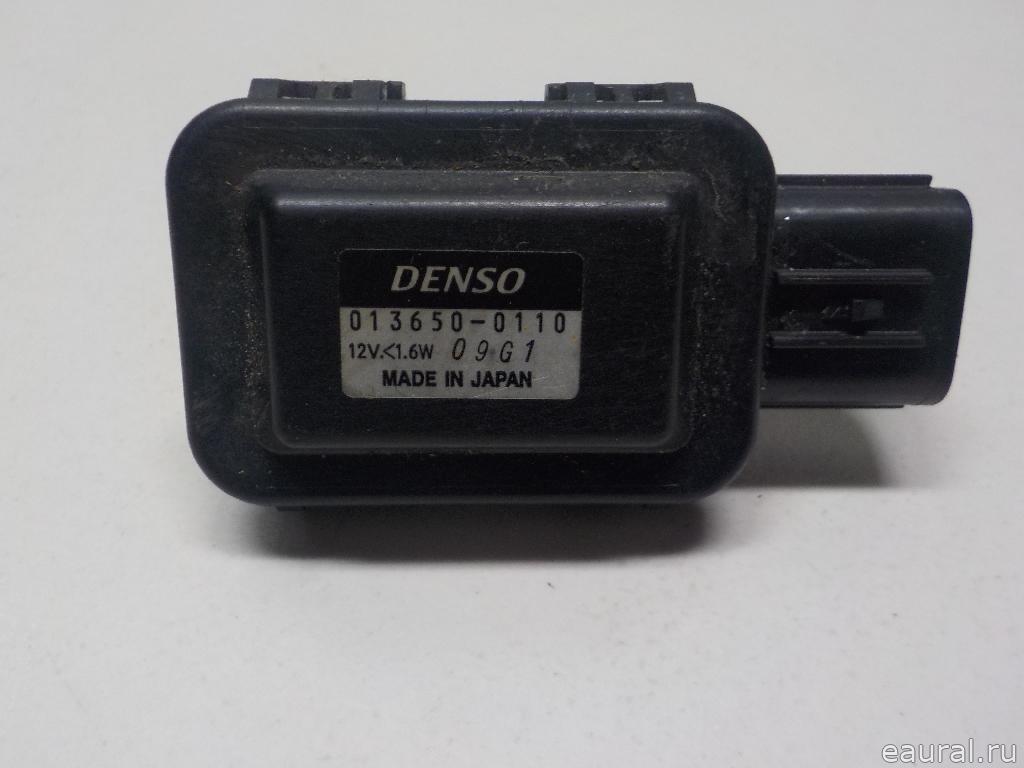 DENSO
013650-0110
12V.<1.6W 09G1
MADE IN JAPAN
eaural.ru